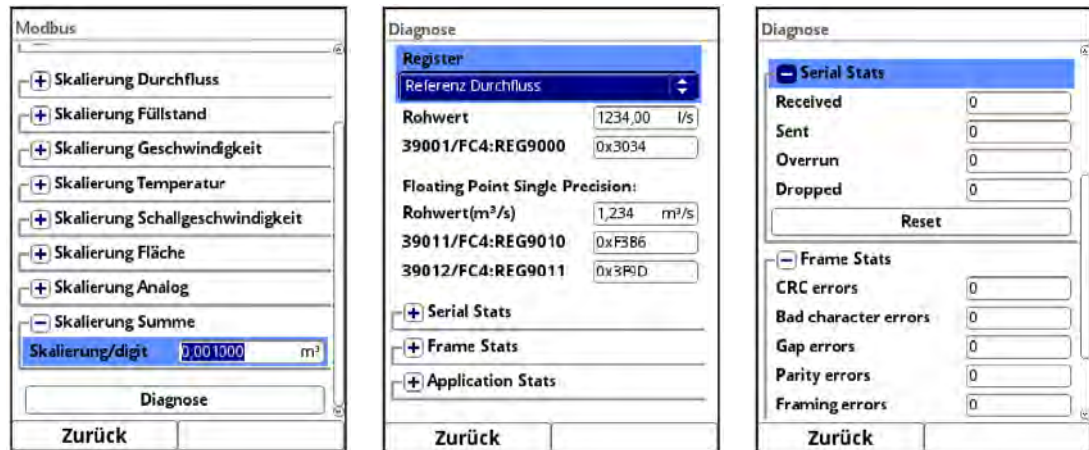 Modbus
Skalierung Durchfluss
Skalierung Füllstand
Skalierung Geschwindigkeit
Skalierung Temperatur
Skalierung Schallgeschwindigkeit
Skalierung Fläche
Skalierung Analog
Skalierung Summe
Skalierung/digit 0,001000 m³
Diagnose
Zurück
Diagnose
Register
Referenz Durchfluss
Rohwert 1234,00 l/s
39001/FC4:REG9000 0x3034
Floating Point Single Precision:
Rohwert(m³/s) 1,234 m³/s
39011/FC4:REG9010 0xF3B6
39012/FC4:REG9011 0x3F9D
Serial Stats
Frame Stats
Application Stats
Zurück
Diagnose
Serial Stats
Received 0
Sent 0
Overrun 0
Dropped 0
Reset
Frame Stats
CRC errors 0
Bad character errors 0
Gap errors 0
Parity errors 0
Framing errors 0
Zurück